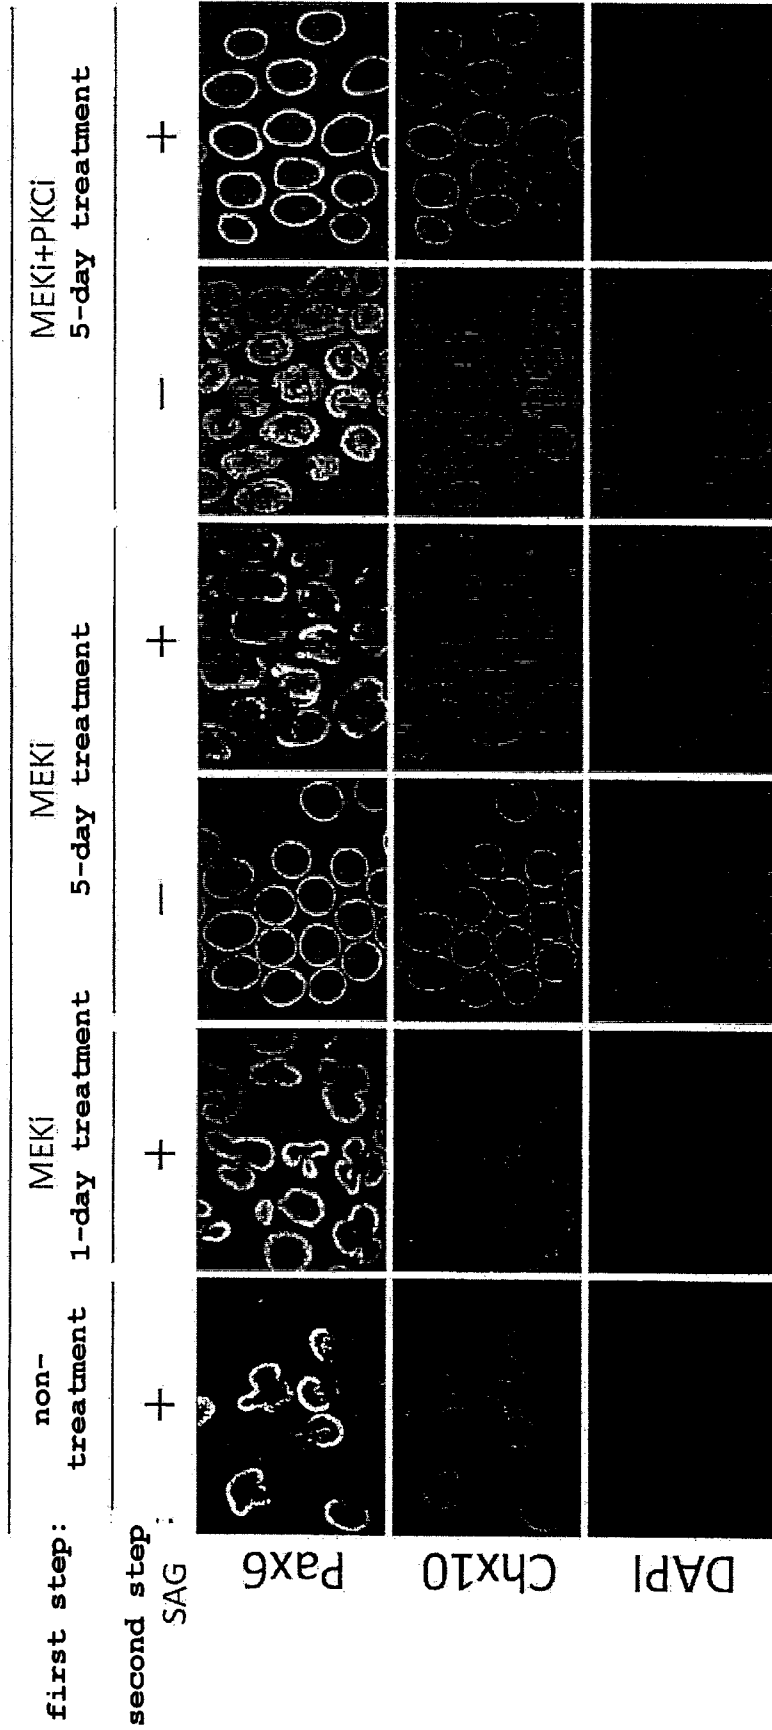 first step:
non-
treatment
MEKi
1-day treatment
MEKi
5-day treatment
MEKi+PKCi
5-day treatment
second step :
SAG
+
+
−
+
−
+
Pax6
Chx10
DAPI